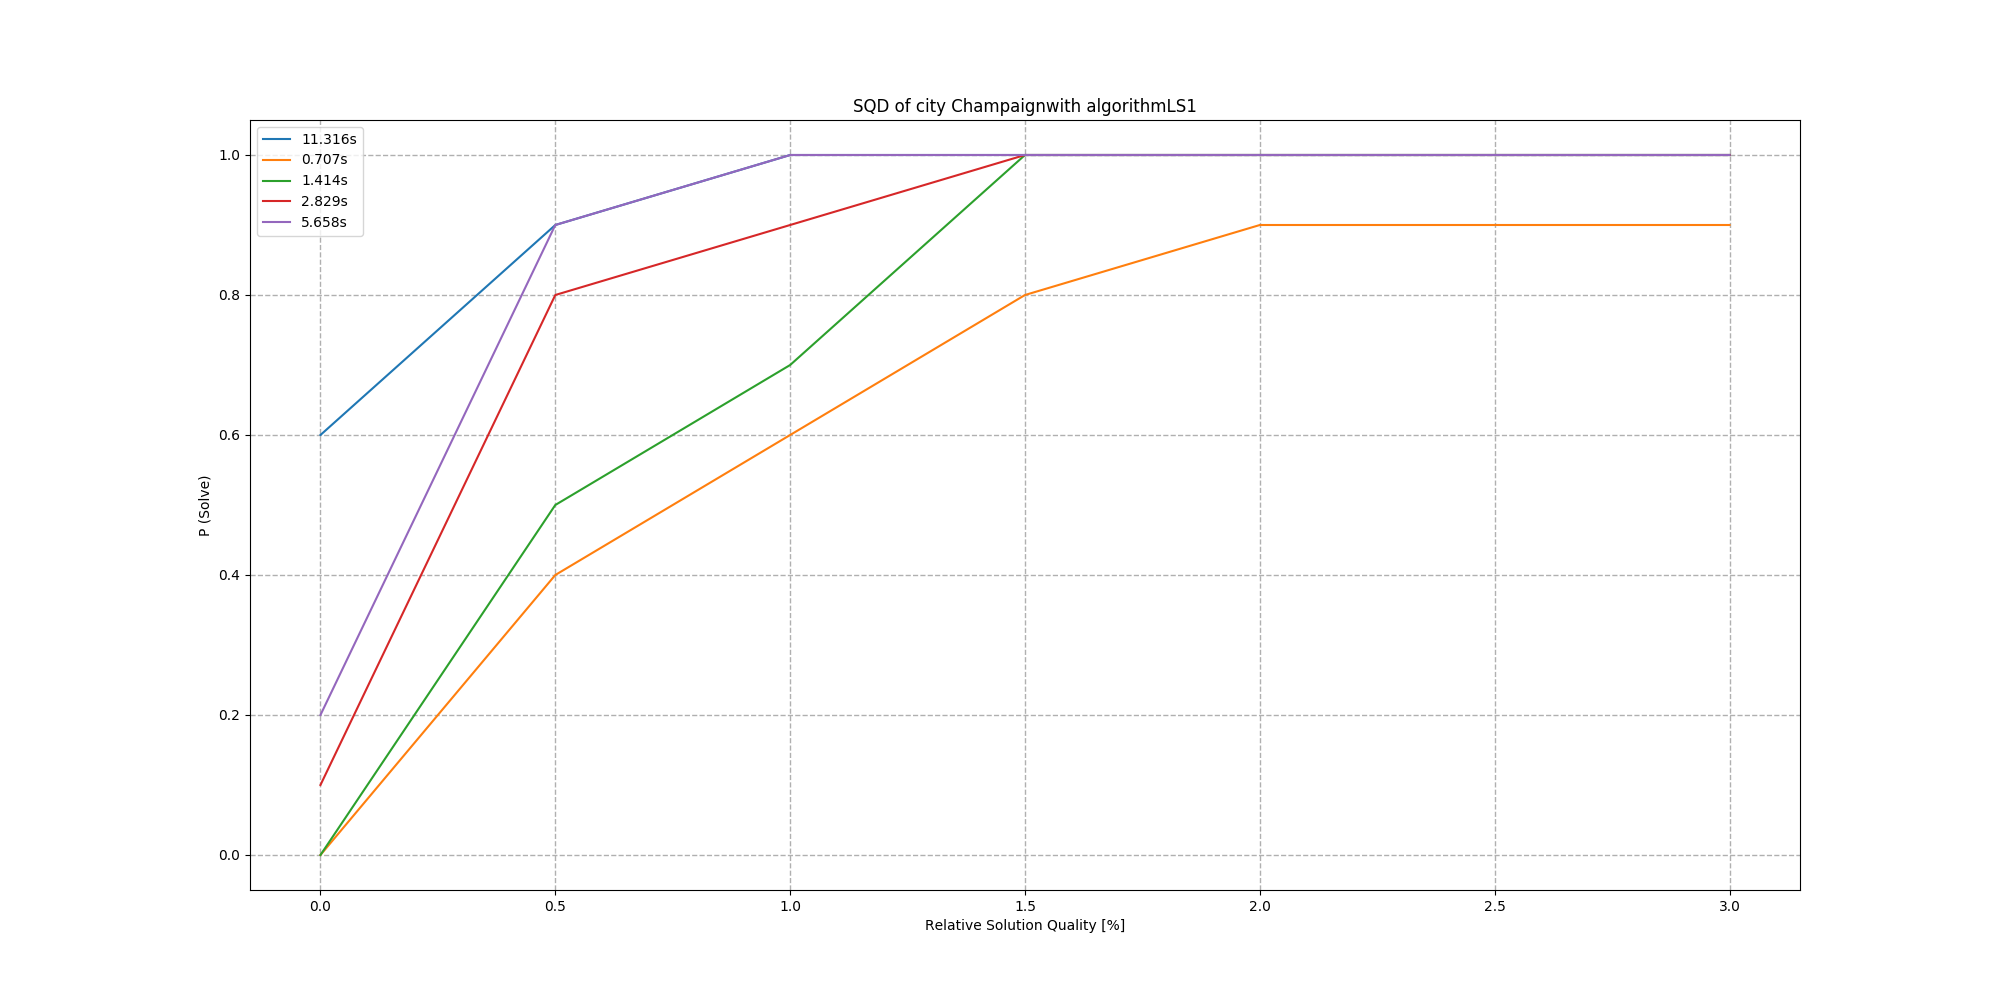 SQD of city Champaignwith algorithmLS1
11.316s
0.707s
1.414s
2.829s
5.658s
1.0
0.8
0.6
0.4
0.2
0.0
P (Solve)
0.0 0.5 1.0 1.5 2.0 2.5 3.0
Relative Solution Quality [%]